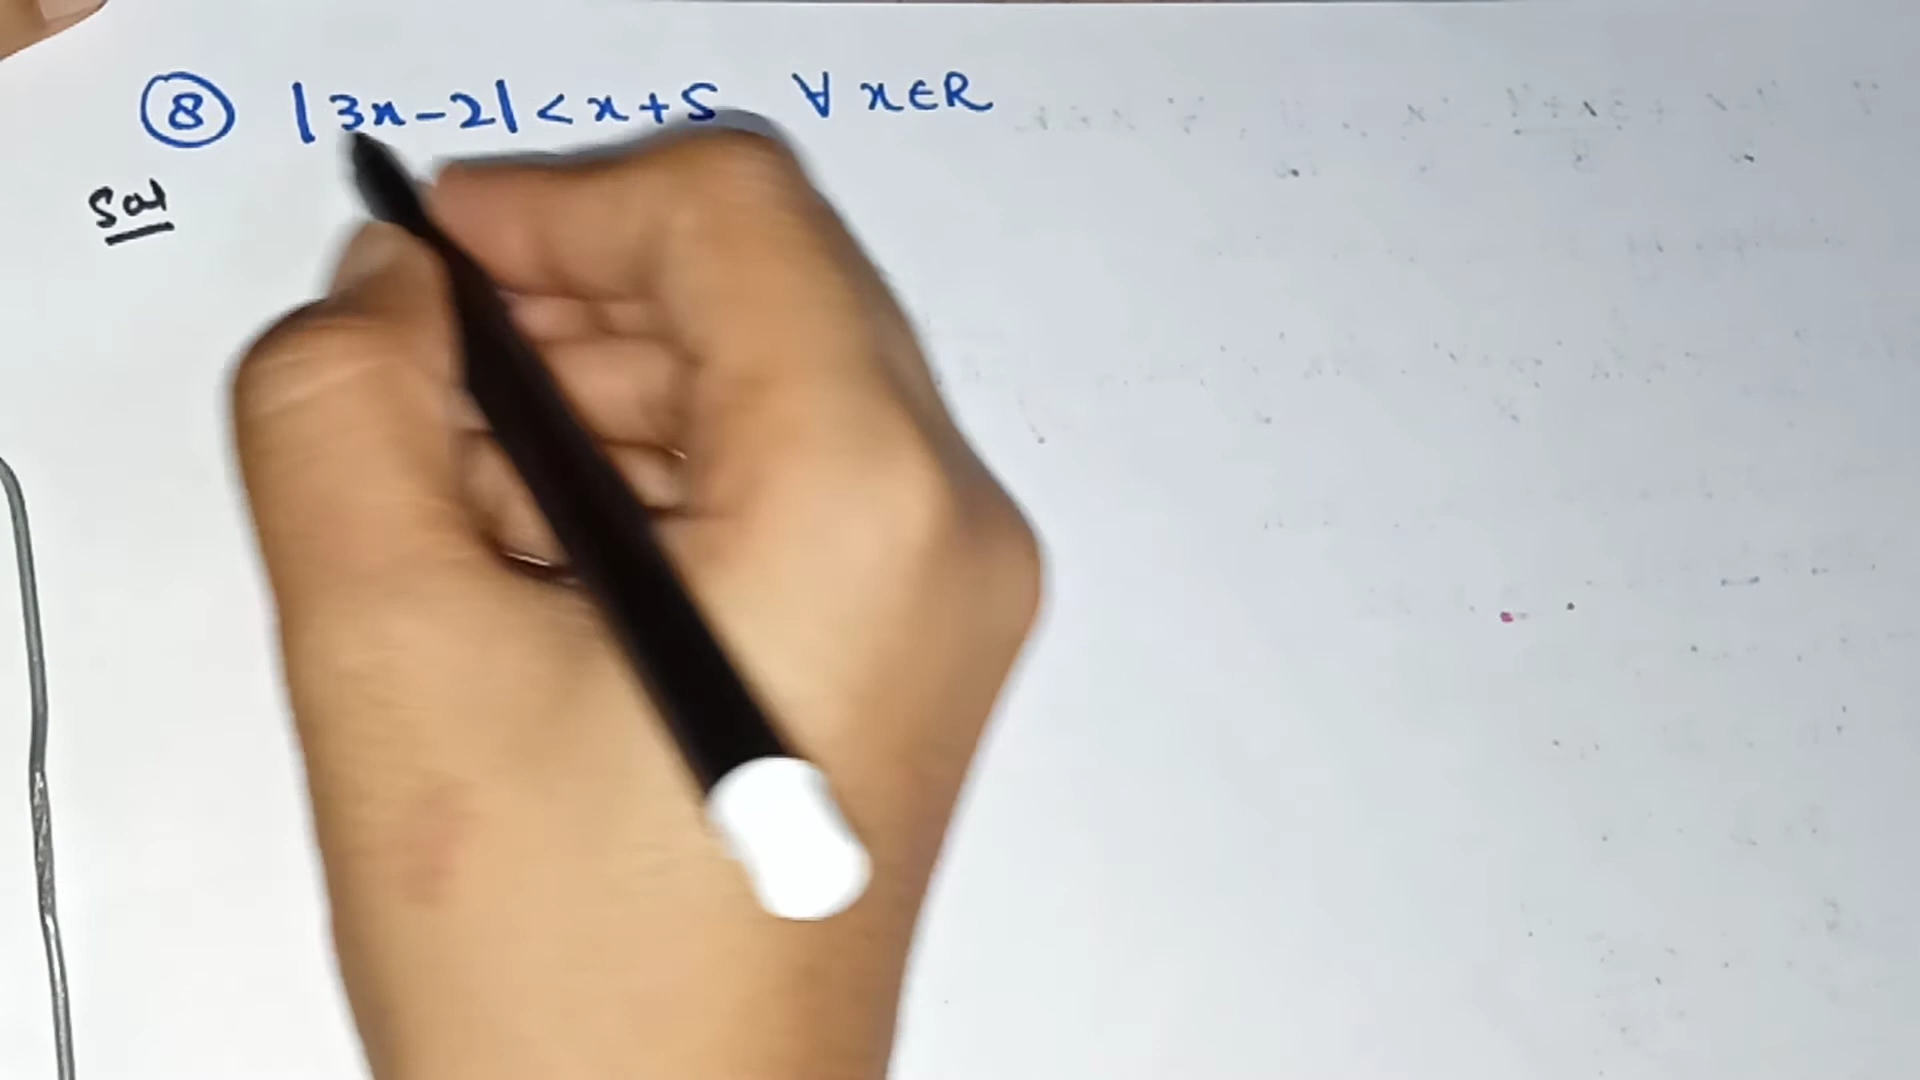 ⑧ |3x-2| < x+5 ∀ x∈R
Sol